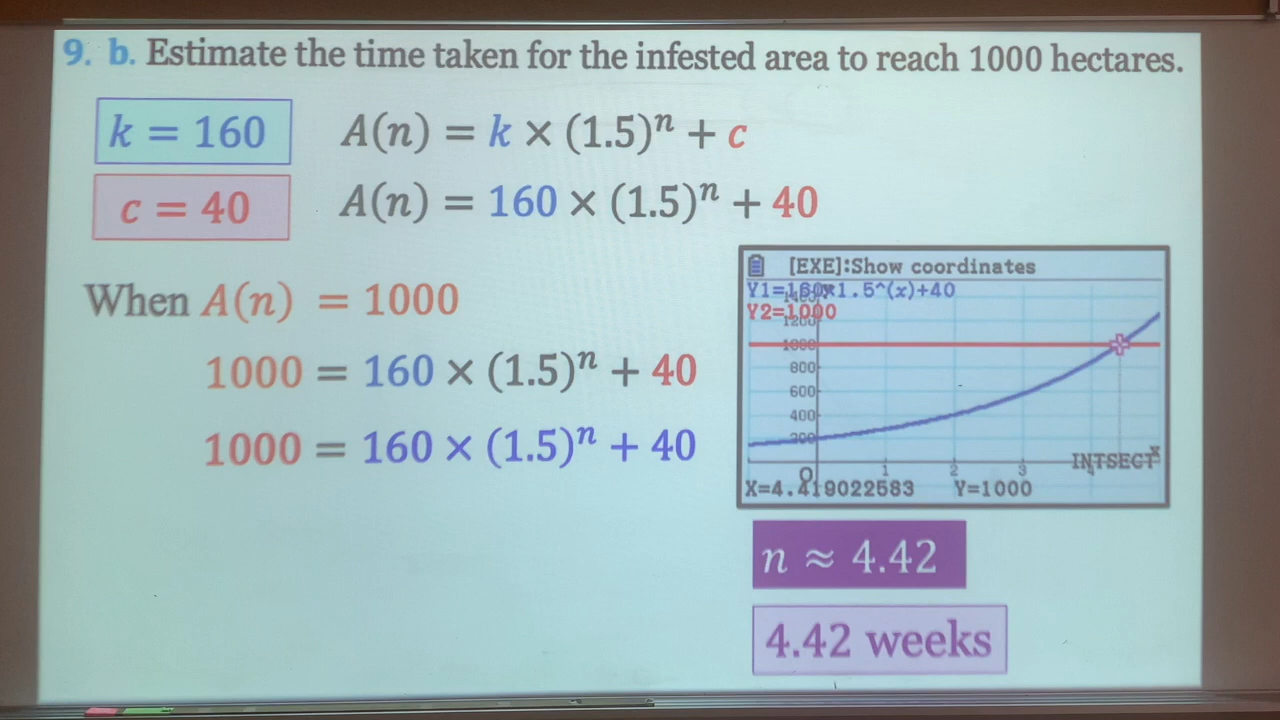 9. b. Estimate the time taken for the infested area to reach 1000 hectares.
k = 160
A(n) = k × (1.5)ⁿ + c
c = 40
A(n) = 160 × (1.5)ⁿ + 40
When A(n) = 1000
1000 = 160 × (1.5)ⁿ + 40
1000 = 160 × (1.5)ⁿ + 40
[EXE]:Show coordinates
Y1=160×1.5^(x)+40
Y2=1000
1200
1000
800
600
400
200
O
1
2
3
INTSECT
x
X=4.419022583 Y=1000
n ≈ 4.42
4.42 weeks